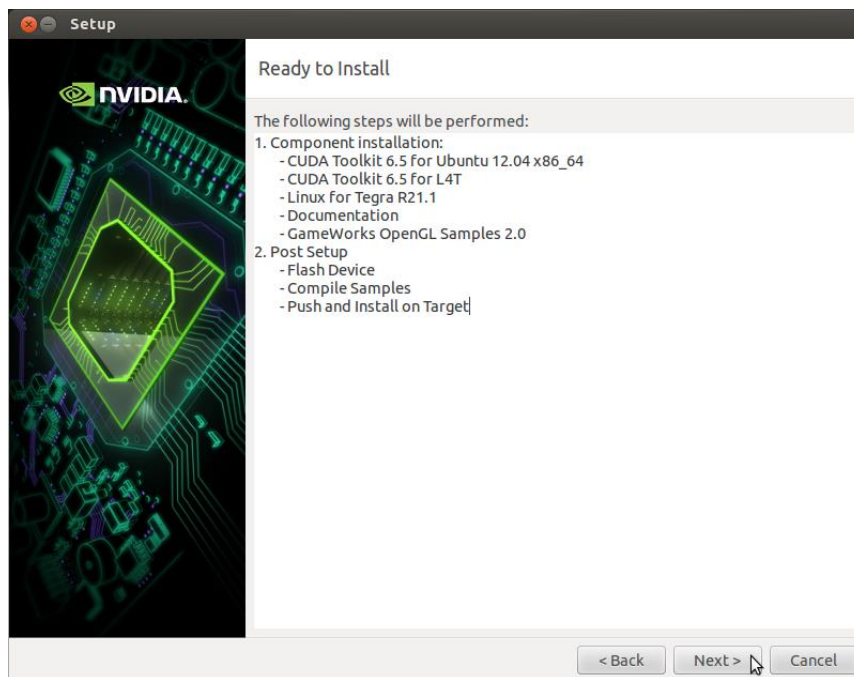 Setup
NVIDIA.
Ready to Install
The following steps will be performed:
1. Component installation:
- CUDA Toolkit 6.5 for Ubuntu 12.04 x86_64
- CUDA Toolkit 6.5 for L4T
- Linux for Tegra R21.1
- Documentation
- GameWorks OpenGL Samples 2.0
2. Post Setup
- Flash Device
- Compile Samples
- Push and Install on Target
< Back Next > Cancel